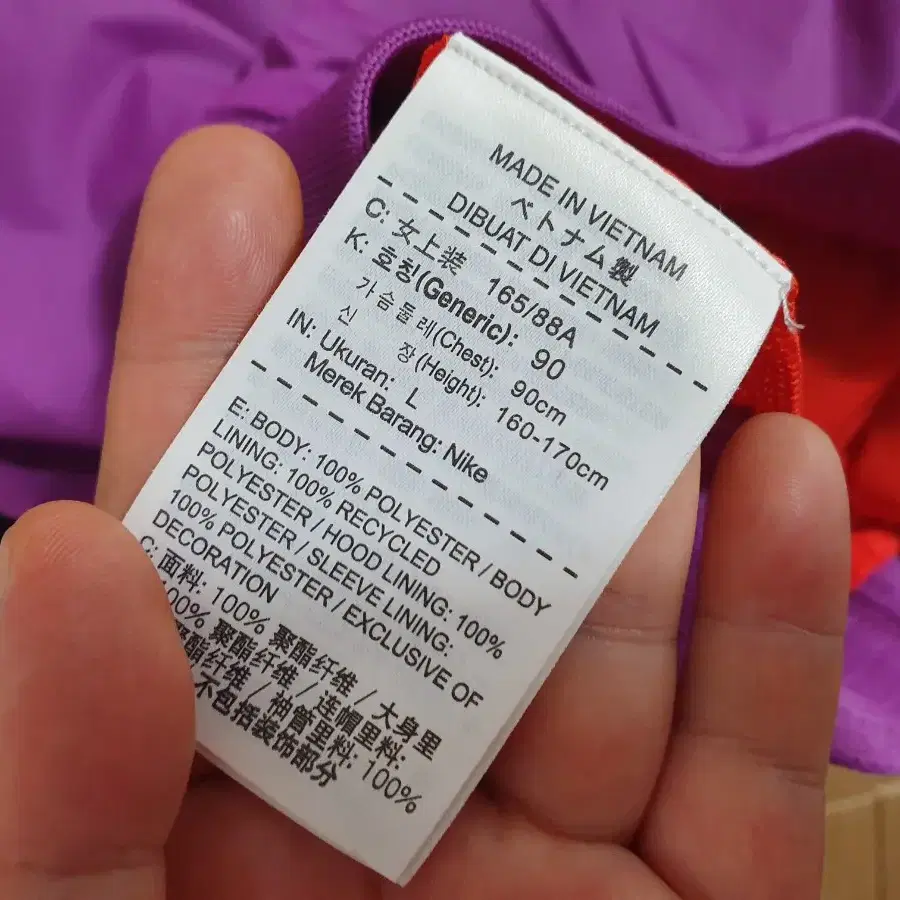 MADE IN VIETNAM
ベトナム製
DIBUAT DI VIETNAM
C: 女上装 165/88A
K: 호칭(Generic): 90
가슴둘레(Chest): 90cm
신 장(Height): 160-170cm
IN: Ukuran: L
Merek Barang: Nike
E: BODY: 100% POLYESTER / BODY
LINING: 100% RECYCLED
POLYESTER / HOOD LINING: 100%
POLYESTER / SLEEVE LINING:
100% POLYESTER / EXCLUSIVE OF
DECORATION
C: 面料: 100% 聚酯纤维 / 大身里
100% 聚酯纤维 / 连帽里料:
聚酯纤维 / 袖管里料: 100%
不包括装饰部分